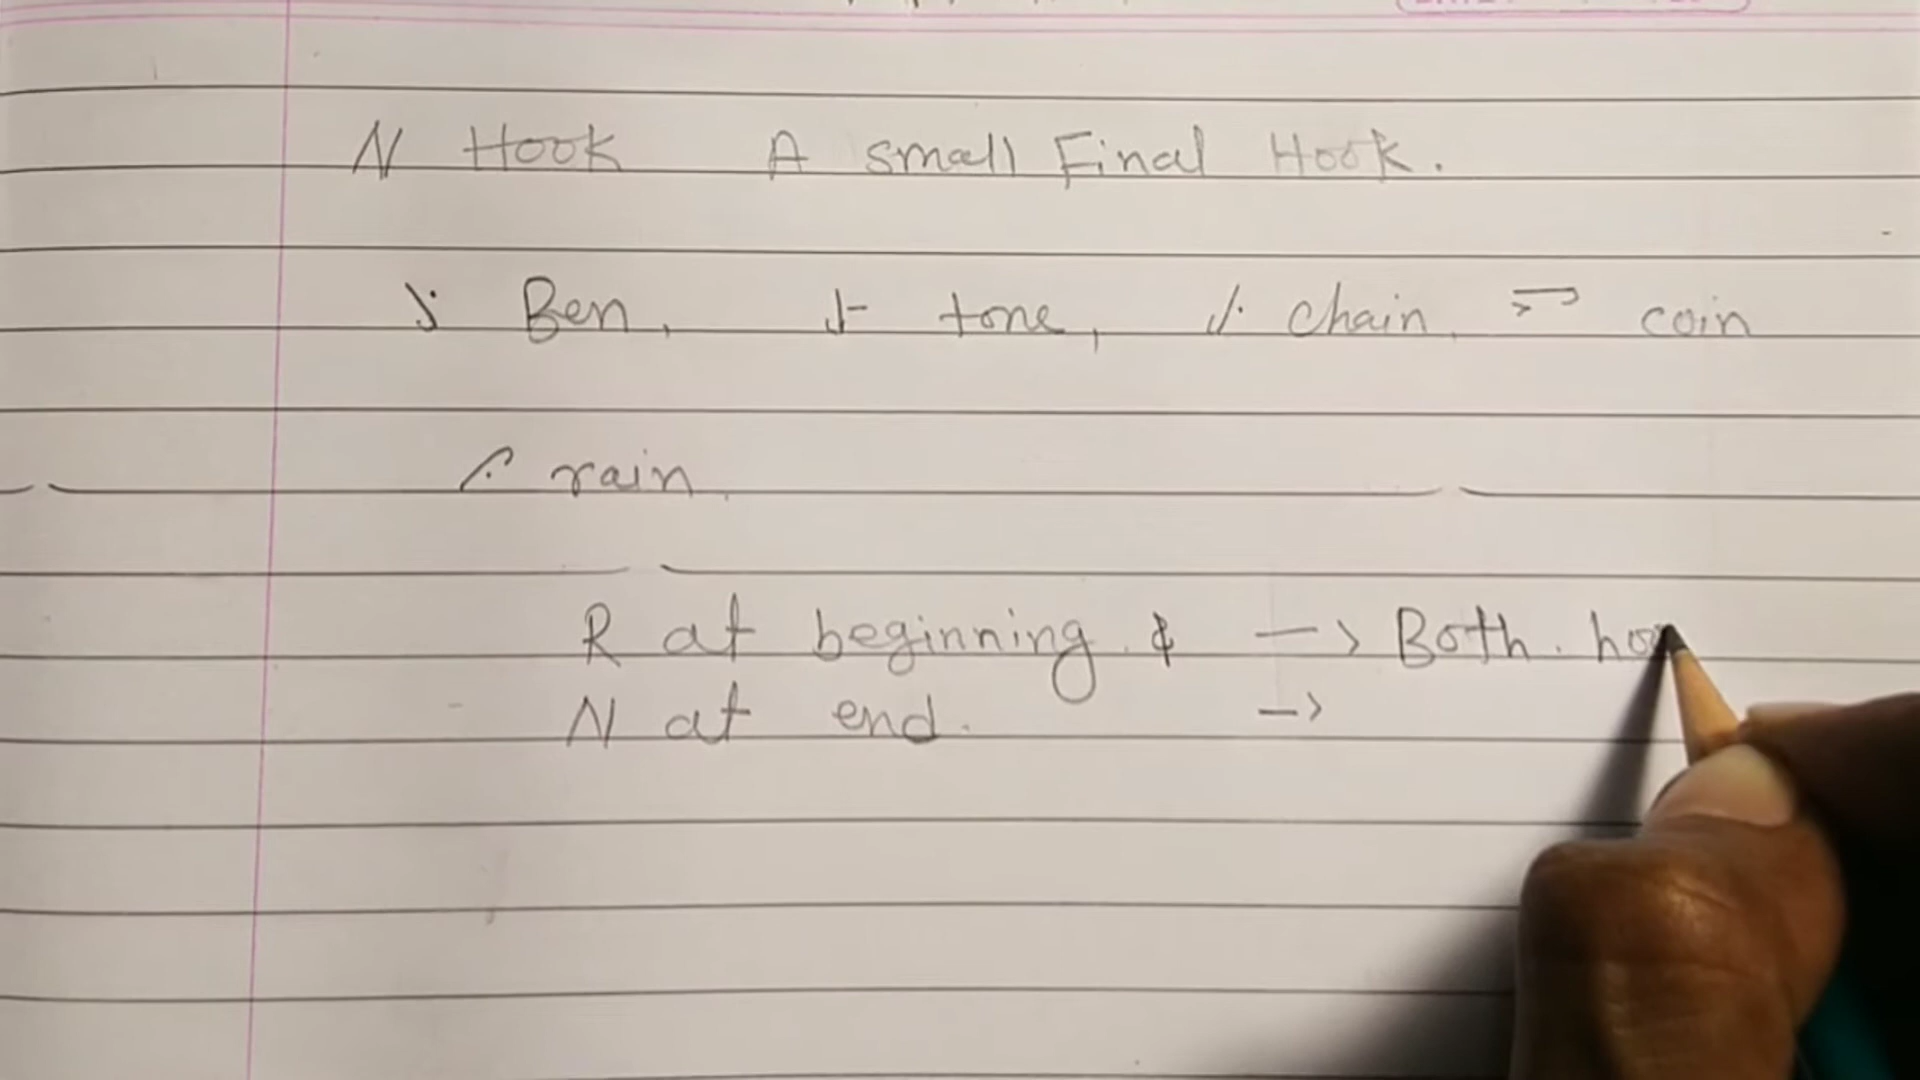 N Hook A small Final Hook.
Ben, tone, chain, coin
rain.
R at beginning & -> Both
N at end. ->